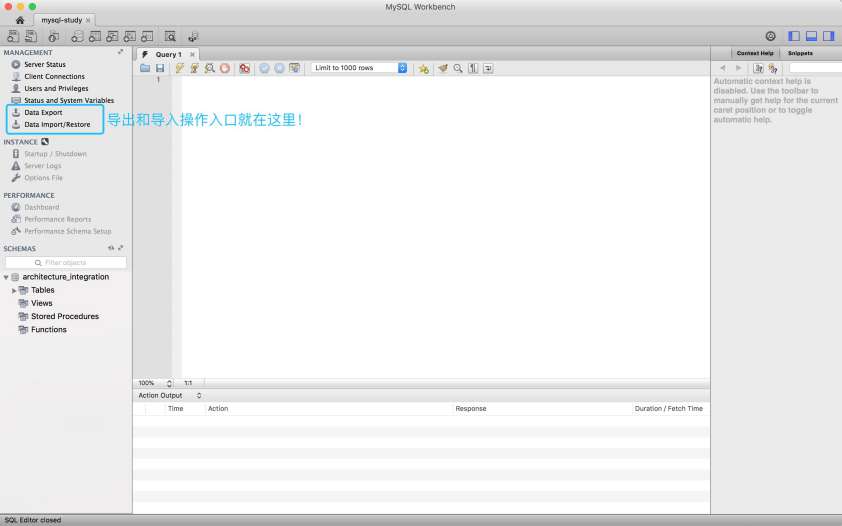 MySQL Workbench
mysql-study
MANAGEMENT
Server Status
Client Connections
Users and Privileges
Status and System Variables
Data Export
Data Import/Restore
导出和导入操作入口就在这里!
INSTANCE
Startup / Shutdown
Server Logs
Options File
PERFORMANCE
Dashboard
Performance Reports
Performance Schema Setup
SCHEMAS
Filter objects
architecture_integration
Tables
Views
Stored Procedures
Functions
Query 1
Limit to 1000 rows
1
100%
1:1
Action Output
Time Action Response Duration / Fetch Time
Context Help Snippets
Automatic context help is
disabled. Use the toolbar to
manually get help for the current
caret position or to toggle
automatic help.
SQL Editor closed